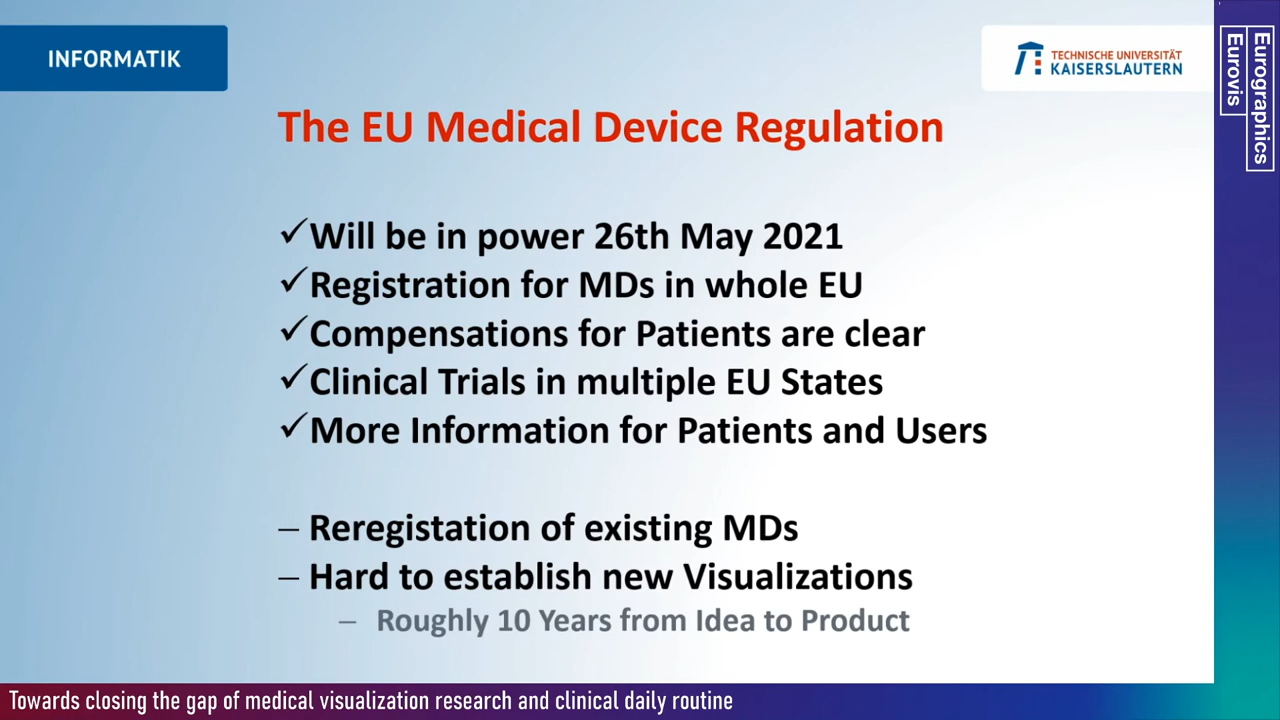 INFORMATIK
TECHNISCHE UNIVERSITÄT
KAISERSLAUTERN
Eurographics
Eurovis
The EU Medical Device Regulation
✓Will be in power 26th May 2021
✓Registration for MDs in whole EU
✓Compensations for Patients are clear
✓Clinical Trials in multiple EU States
✓More Information for Patients and Users
– Reregistation of existing MDs
– Hard to establish new Visualizations
– Roughly 10 Years from Idea to Product
Towards closing the gap of medical visualization research and clinical daily routine